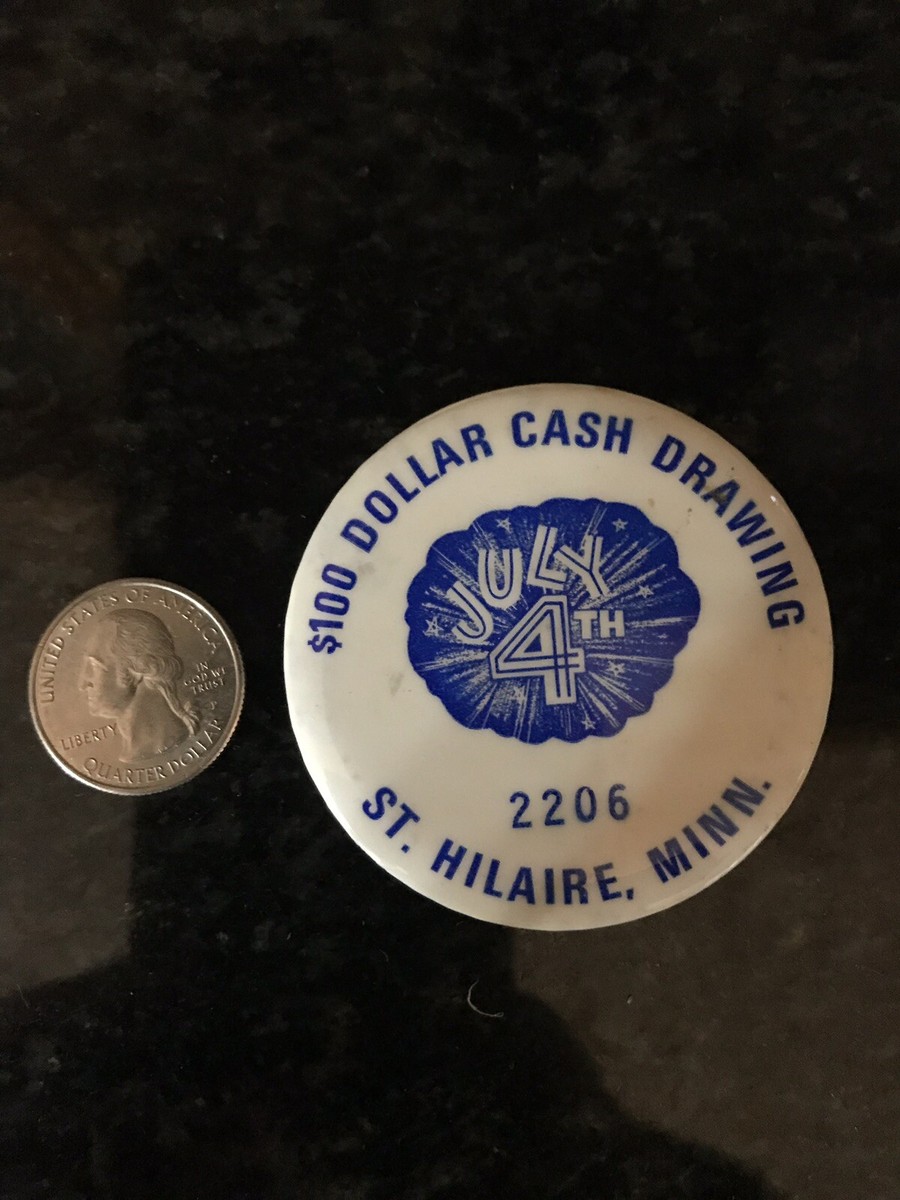 $100 DOLLAR CASH DRAWING
JULY
4TH
2206
ST. HILAIRE, MINN.
UNITED STATES OF AMERICA
IN
GOD WE
TRUST
P
LIBERTY
QUARTER DOLLAR